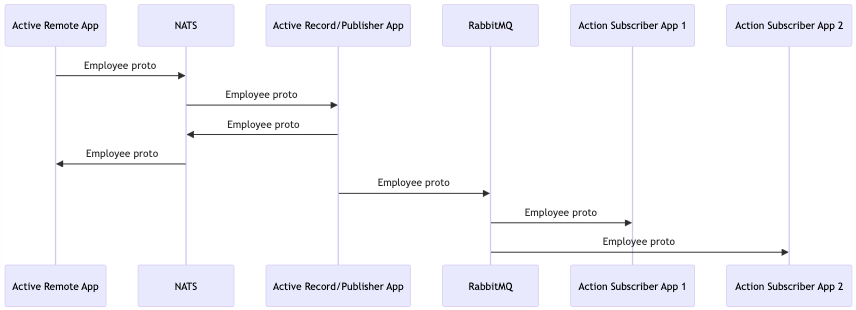 Active Remote App
NATS
Active Record/Publisher App
RabbitMQ
Action Subscriber App 1
Action Subscriber App 2
Employee proto
Employee proto
Employee proto
Employee proto
Employee proto
Employee proto
Employee proto
Active Remote App
NATS
Active Record/Publisher App
RabbitMQ
Action Subscriber App 1
Action Subscriber App 2